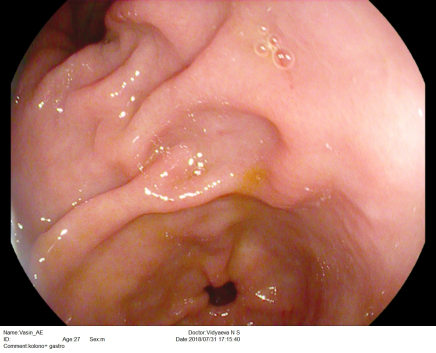 Name:Vasin_AE Doctor:Vidyaeva N S
ID: Age:27 Sex:m Date:2018/07/31 17:15:40
Comment:kolono+ gastro